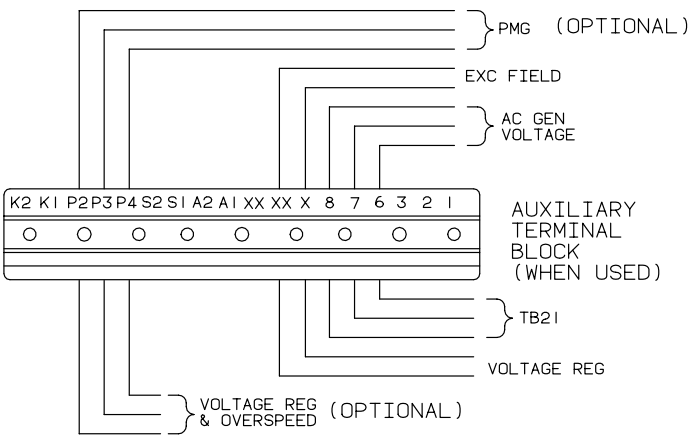 PMG (OPTIONAL)
EXC FIELD
AC GEN
VOLTAGE
K2 K1 P2 P3 P4 S2 S1 A2 A1 XX XX X 8 7 6 3 2 1
AUXILIARY
TERMINAL
BLOCK
(WHEN USED)
TB21
VOLTAGE REG
VOLTAGE REG
& OVERSPEED (OPTIONAL)